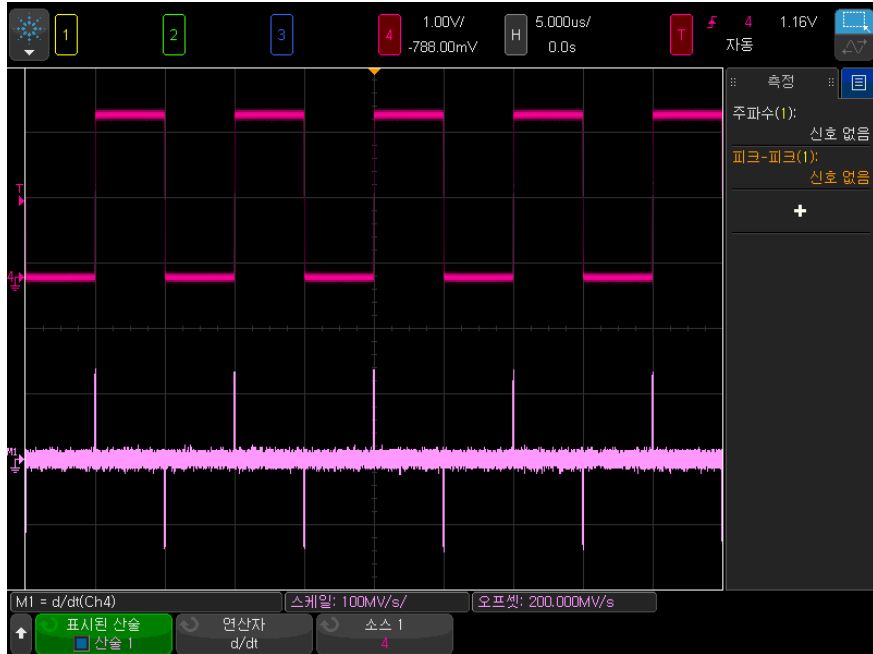 1
2
3
4
1.00V/
-788.00mV
H
5.000us/
0.0s
T
4
1.16V
자동
측정
주파수(1):
신호 없음
피크-피크(1):
신호 없음
+
T
4
M1
M1 = d/dt(Ch4)
스케일: 100MV/s/
오프셋: 200.000MV/s
표시된 산술
산술 1
연산자
d/dt
소스 1
4